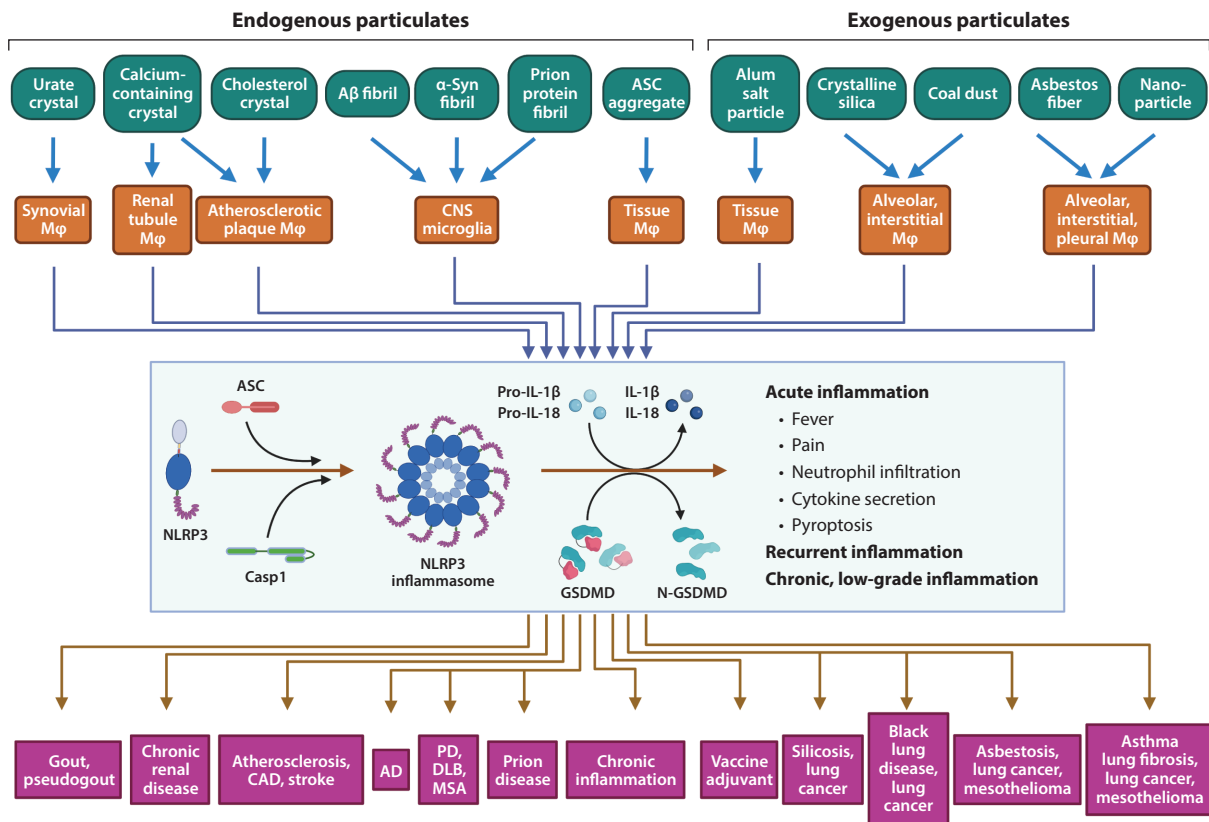 Endogenous particulates
Exogenous particulates
Urate
crystal
Calcium-
containing
crystal
Cholesterol
crystal
Aβ fibril
α-Syn
fibril
Prion
protein
fibril
ASC
aggregate
Alum
salt
particle
Crystalline
silica
Coal dust
Asbestos
fiber
Nano-
particle
Synovial
Mφ
Renal
tubule
Mφ
Atherosclerotic
plaque Mφ
CNS
microglia
Tissue
Mφ
Tissue
Mφ
Alveolar,
interstitial
Mφ
Alveolar,
interstitial,
pleural Mφ
ASC
NLRP3
Casp1
NLRP3
inflammasome
Pro-IL-1β
Pro-IL-18
IL-1β
IL-18
GSDMD
N-GSDMD
Acute inflammation
• Fever
• Pain
• Neutrophil infiltration
• Cytokine secretion
• Pyroptosis
Recurrent inflammation
Chronic, low-grade inflammation
Gout,
pseudogout
Chronic
renal
disease
Atherosclerosis,
CAD, stroke
AD
PD,
DLB,
MSA
Prion
disease
Chronic
inflammation
Vaccine
adjuvant
Silicosis,
lung
cancer
Black
lung
disease,
lung
cancer
Asbestosis,
lung cancer,
mesothelioma
Asthma
lung fibrosis,
lung cancer,
mesothelioma